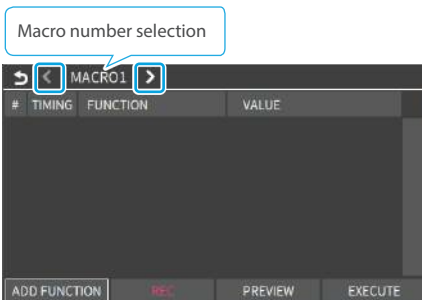 Macro number selection
MACRO1
# TIMING FUNCTION VALUE
ADD FUNCTION REC PREVIEW EXECUTE